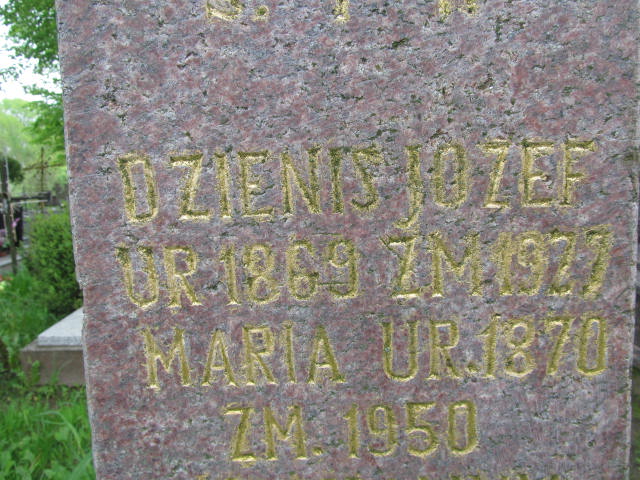 DZIENIS JÓZEF
UR 1869 ZM 1927
MARIA UR. 1870
ZM. 1950